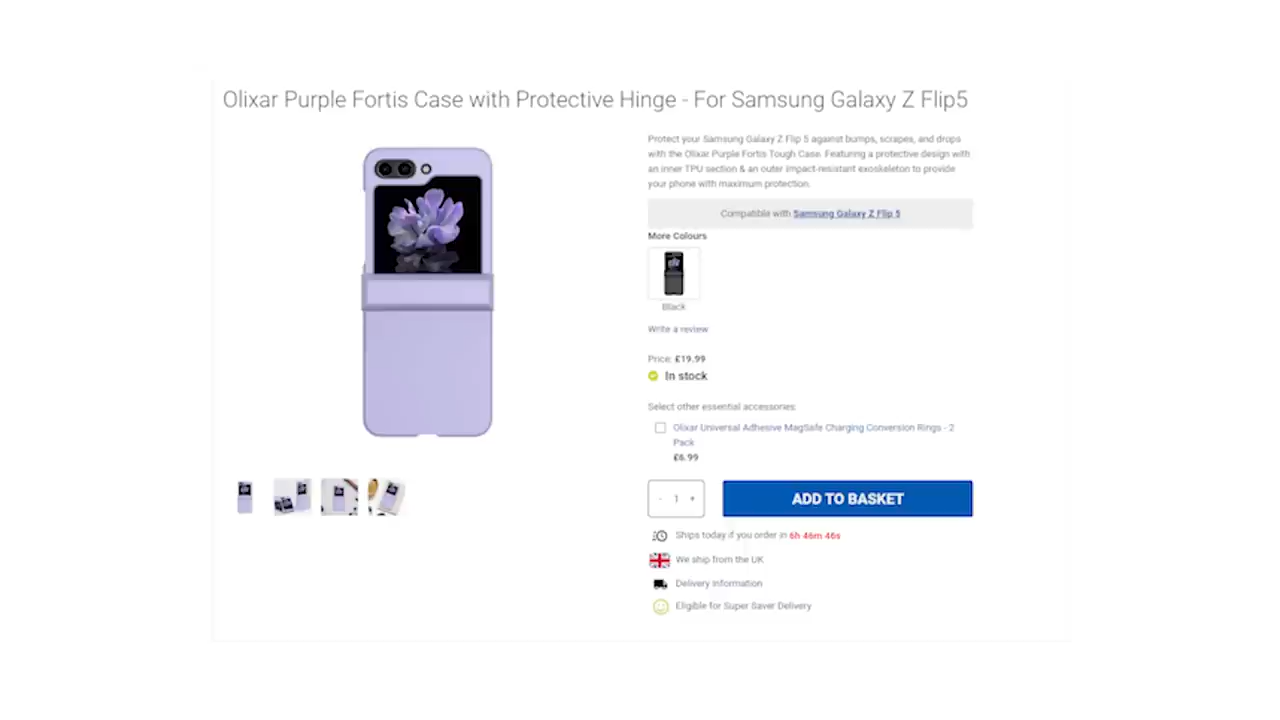 Olixar Purple Fortis Case with Protective Hinge - For Samsung Galaxy Z Flip5
Protect your Samsung Galaxy Z Flip 5 against bumps, scrapes, and drops
with the Olixar Purple Fortis Tough Case. Featuring a protective design with
an inner TPU section & an outer impact-resistant exoskeleton to provide
your phone with maximum protection.
Compatible with Samsung Galaxy Z Flip 5
More Colours
Black
Write a review
Price: £19.99
In stock
Select other essential accessories:
Olixar Universal Adhesive MagSafe Charging Conversion Rings - 2
Pack
£6.99
- 1 +
ADD TO BASKET
Ships today if you order in 6h 46m 46s
We ship from the UK
Delivery information
Eligible for Super Saver Delivery